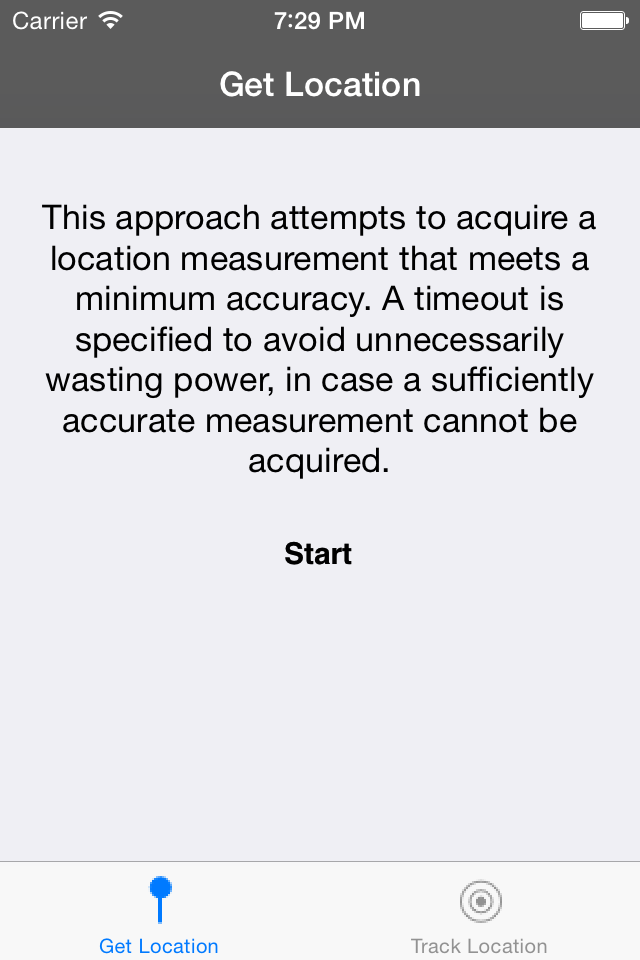 Carrier 7:29 PM
Get Location
This approach attempts to acquire a
location measurement that meets a
minimum accuracy. A timeout is
specified to avoid unnecessarily
wasting power, in case a sufficiently
accurate measurement cannot be
acquired.
Start
Get Location Track Location